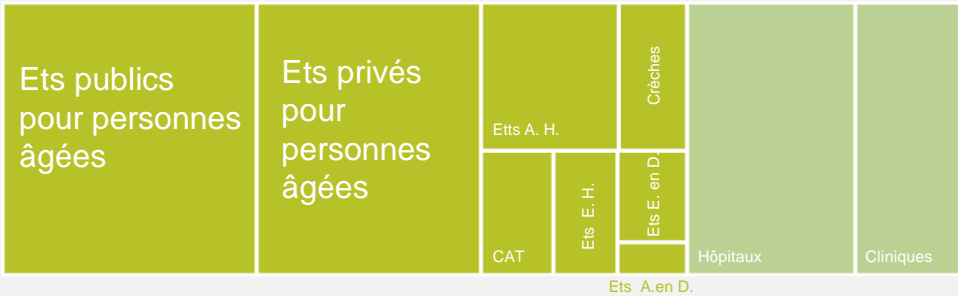 Ets publics
pour personnes
âgées
Ets privés
pour
personnes
âgées
Etts A. H.
Crèches
CAT
Ets E. H.
Ets E. en D.
Hôpitaux
Cliniques
Ets A.en D.